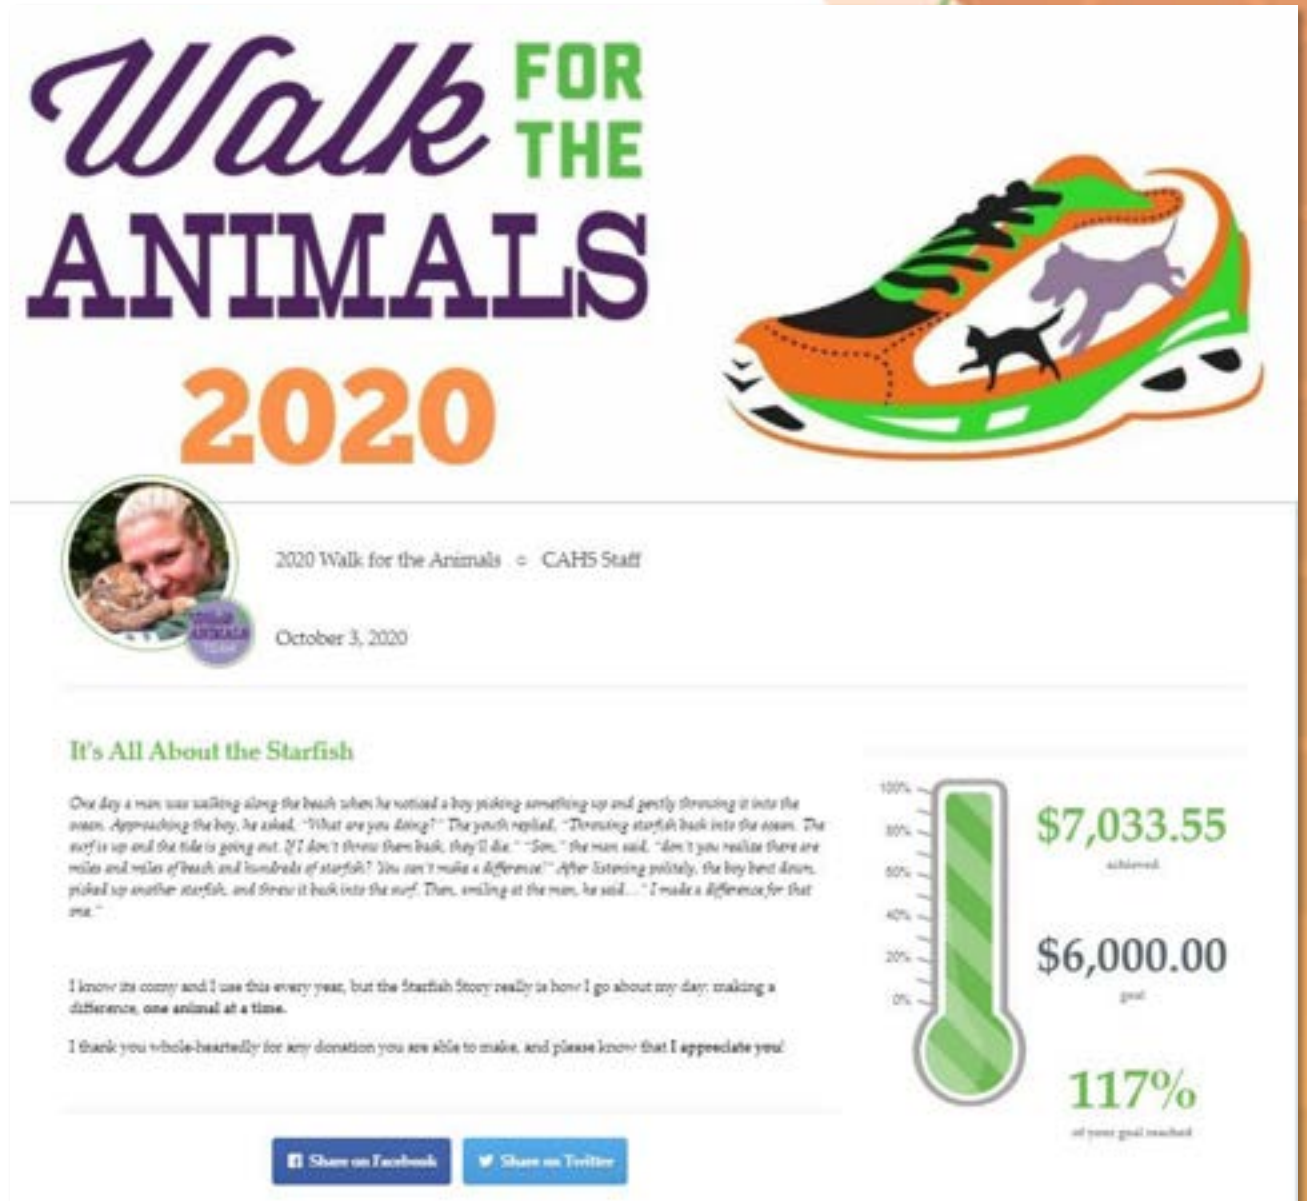 Walk FOR
THE
ANIMALS
2020
2020 Walk for the Animals ○ CAHS Staff
October 3, 2020
It's All About the Starfish
One day a man was walking along the beach when he noticed a boy picking something up and gently throwing it into the
ocean. Approaching the boy, he asked, "What are you doing?" The youth replied, "Throwing starfish back into the ocean. The
surf is up and the tide is going out. If I don't throw them back, they'll die." "Son," the man said, "don't you realize there are
miles and miles of beach and hundreds of starfish? You can't make a difference!" After listening politely, the boy bent down,
picked up another starfish, and threw it back into the surf. Then, smiling at the man, he said…" I made a difference for that
one."
I know its corny and I use this every year, but the Starfish Story really is how I go about my day: making a
difference, one animal at a time.
I thank you whole-heartedly for any donation you are able to make, and please know that I appreciate you!
Share on Facebook
Share on Twitter
100%
80%
60%
40%
20%
0%
$7,033.55
achieved
$6,000.00
goal
117%
of your goal reached